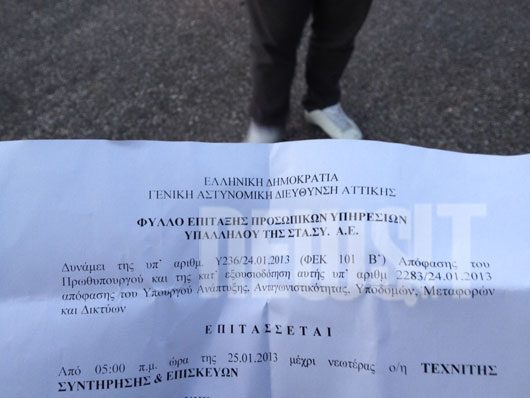 ΕΛΛΗΝΙΚΗ ΔΗΜΟΚΡΑΤΙΑ
ΓΕΝΙΚΗ ΑΣΤΥΝΟΜΙΚΗ ΔΙΕΥΘΥΝΣΗ ΑΤΤΙΚΗΣ
ΦΥΛΛΟ ΕΠΙΤΑΞΗΣ ΠΡΟΣΩΠΙΚΩΝ ΥΠΗΡΕΣΙΩΝ
ΥΠΑΛΛΗΛΟΥ ΤΗΣ ΣΤΑ.ΣΥ. Α.Ε.
Δυνάμει της υπ' αριθμ. Υ236/24.01.2013 (ΦΕΚ 101 Β') Απόφασης του
Πρωθυπουργού και της κατ' εξουσιοδότηση αυτής υπ' αριθμ 2283/24.01.2013
απόφασης του Υπουργού Ανάπτυξης, Ανταγωνιστικότητας, Υποδομών, Μεταφορών
και Δικτύων
ΕΠΙΤΑΣΣΕΤΑΙ
Από 05:00 π.μ. ώρα της 25.01.2013 μέχρι νεωτέρας ο/η ΤΕΧΝΙΤΗΣ
ΣΥΝΤΗΡΗΣΗΣ & ΕΠΙΣΚΕΥΩΝ